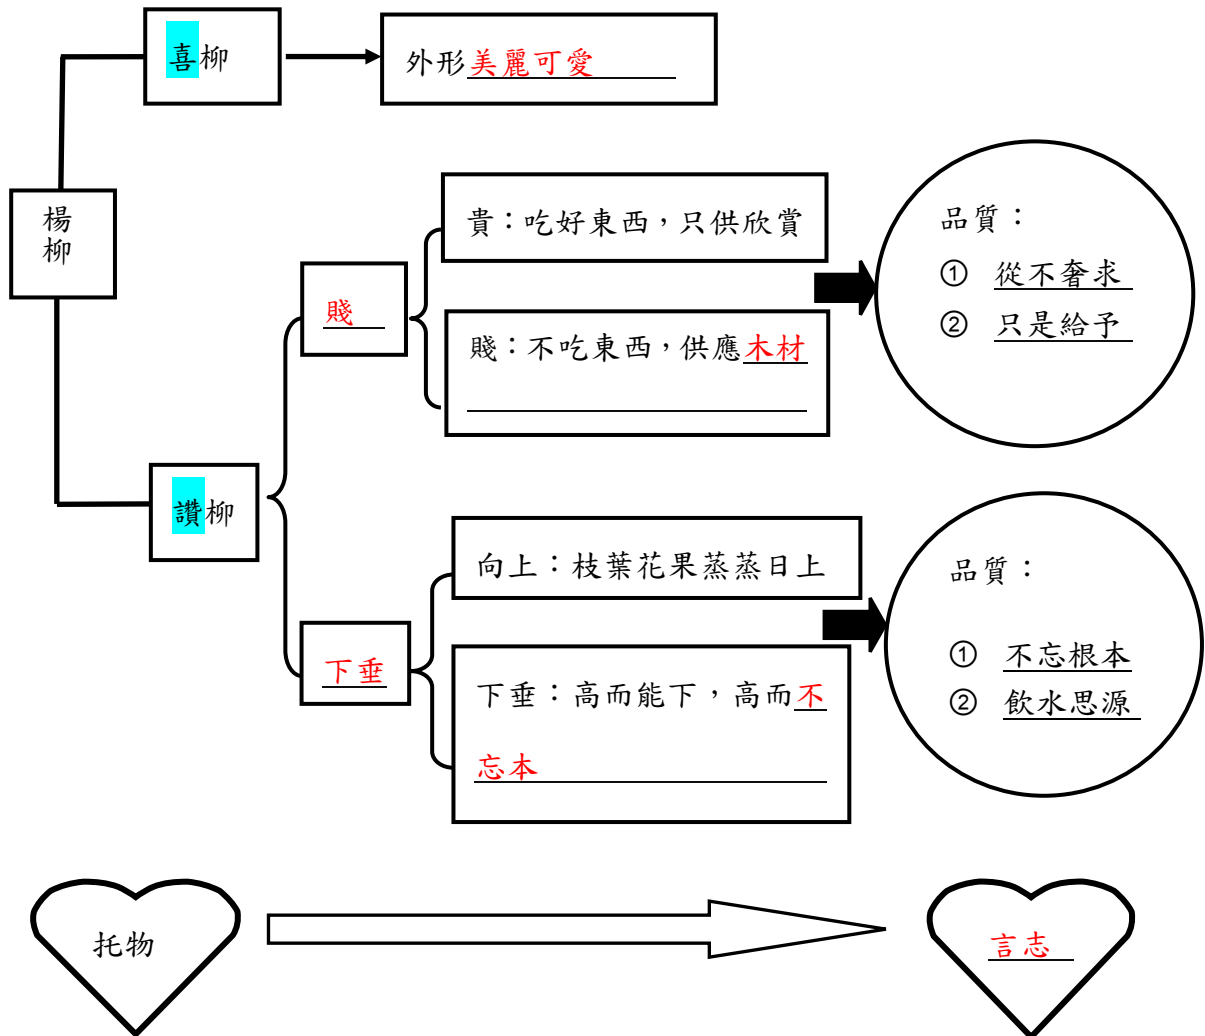 喜柳
外形美麗可愛
楊
柳
貴：吃好東西，只供欣賞
賤
賤：不吃東西，供應木材
品質：
① 從不奢求
② 只是給予
讚柳
向上：枝葉花果蒸蒸日上
下垂
下垂：高而能下，高而不
忘本
品質：
① 不忘根本
② 飲水思源
托物
言志